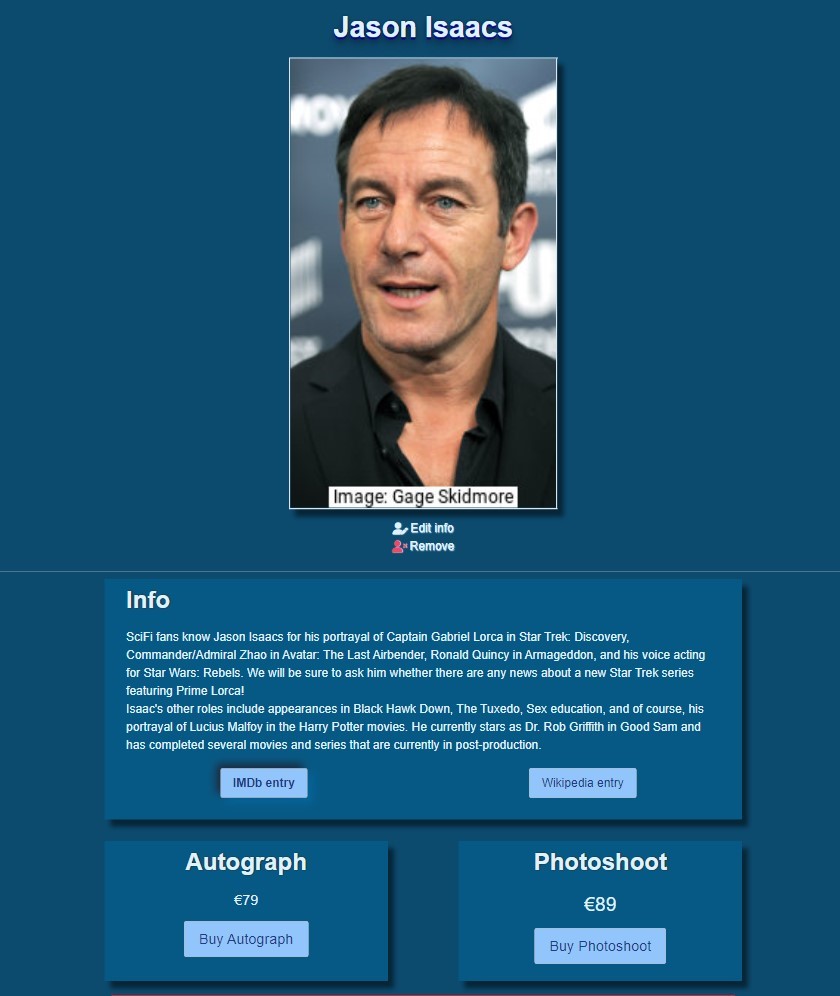 Jason Isaacs
MOV
PU
Image: Gage Skidmore
Edit info
Remove
Info
SciFi fans know Jason Isaacs for his portrayal of Captain Gabriel Lorca in Star Trek: Discovery,
Commander/Admiral Zhao in Avatar: The Last Airbender, Ronald Quincy in Armageddon, and his voice acting
for Star Wars: Rebels. We will be sure to ask him whether there are any news about a new Star Trek series
featuring Prime Lorca!
Isaac's other roles include appearances in Black Hawk Down, The Tuxedo, Sex education, and of course, his
portrayal of Lucius Malfoy in the Harry Potter movies. He currently stars as Dr. Rob Griffith in Good Sam and
has completed several movies and series that are currently in post-production.
IMDb entry Wikipedia entry
Autograph Photoshoot
€79 €89
Buy Autograph Buy Photoshoot